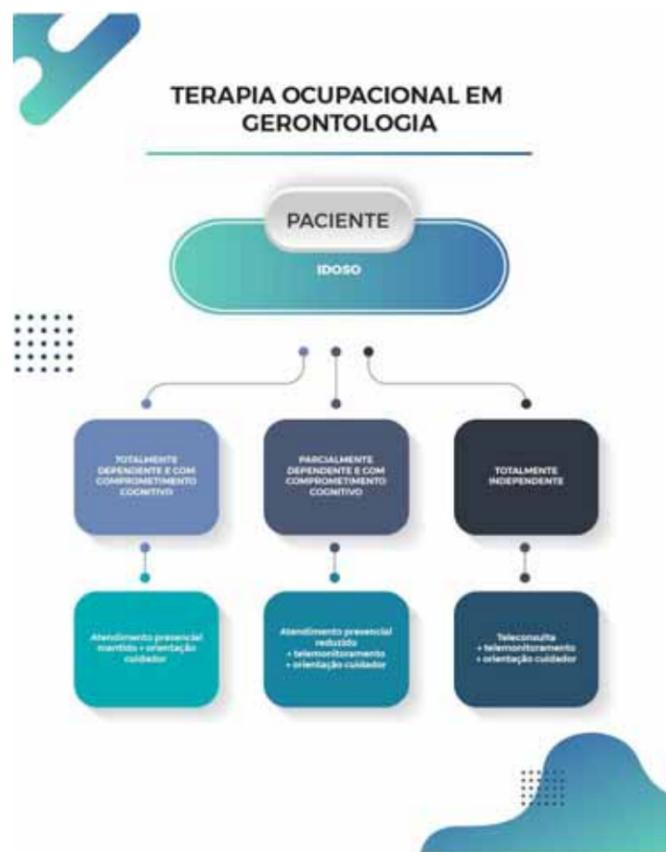 TERAPIA OCUPACIONAL EM
GERONTOLOGIA
PACIENTE
IDOSO
TOTALMENTE
DEPENDENTE E COM
COMPROMETIMENTO
COGNITIVO
PARCIALMENTE
DEPENDENTE E COM
COMPROMETIMENTO
COGNITIVO
TOTALMENTE
INDEPENDENTE
Atendimento presencial
mantido + orientação
cuidador
Atendimento presencial
reduzido
+ telemonitoramento
+ orientação cuidador
Teleconsulta
+ telemonitoramento
+ orientação cuidador